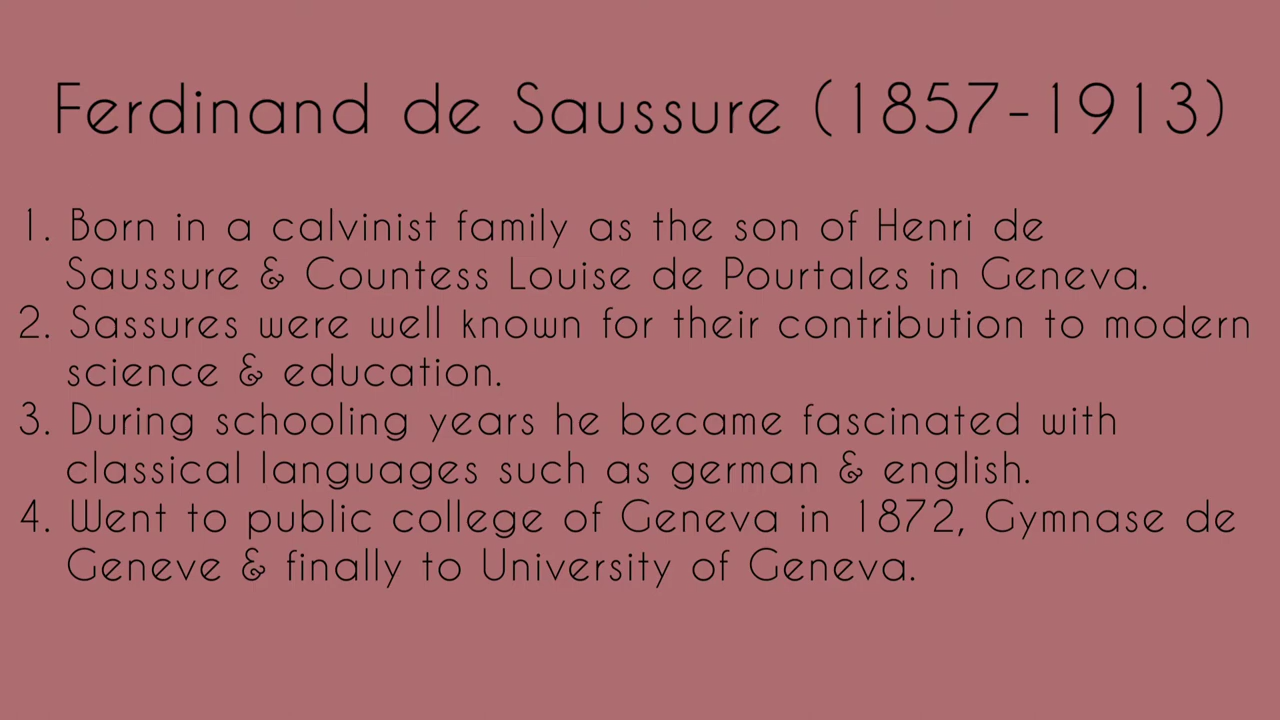 Ferdinand de Saussure (1857-1913)
1. Born in a calvinist family as the son of Henri de
Saussure & Countess Louise de Pourtales in Geneva.
2. Sassures were well known for their contribution to modern
science & education.
3. During schooling years he became fascinated with
classical languages such as german & english.
4. Went to public college of Geneva in 1872, Gymnase de
Geneve & finally to University of Geneva.